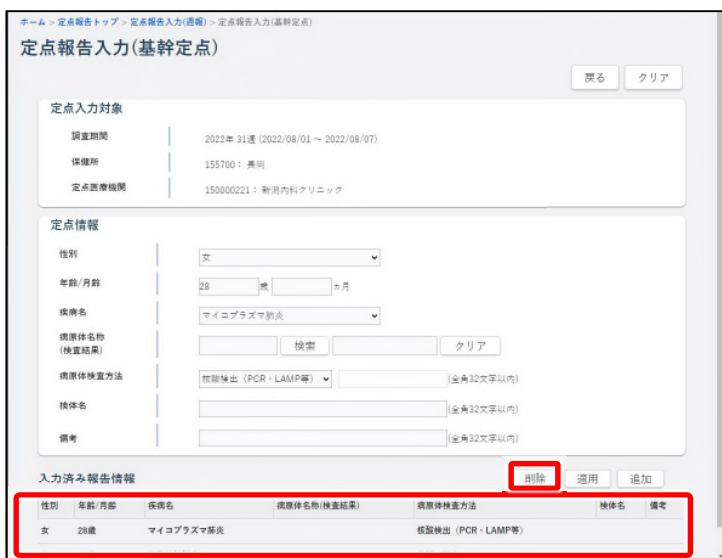 ホーム > 定点報告トップ > 定点報告入力(週報) > 定点報告入力(基幹定点)
定点報告入力(基幹定点)
戻る クリア
定点入力対象
調査期間 2022年 31週 (2022/08/01 ～ 2022/08/07)
保健所 155700： 長岡
定点医療機関 150000221： 新潟内科クリニック
定点情報
性別 女
年齢/月齢 28 歳 カ月
疾病名 マイコプラズマ肺炎
病原体名称
(検査結果) 検索 クリア
病原体検査方法 核酸検出（PCR・LAMP等） (全角32文字以内)
検体名 (全角32文字以内)
備考 (全角32文字以内)
入力済み報告情報 削除 適用 追加
性別 年齢/月齢 疾病名 病原体名称(検査結果) 病原体検査方法 検体名 備考
女 28歳 マイコプラズマ肺炎 核酸検出（PCR・LAMP等）